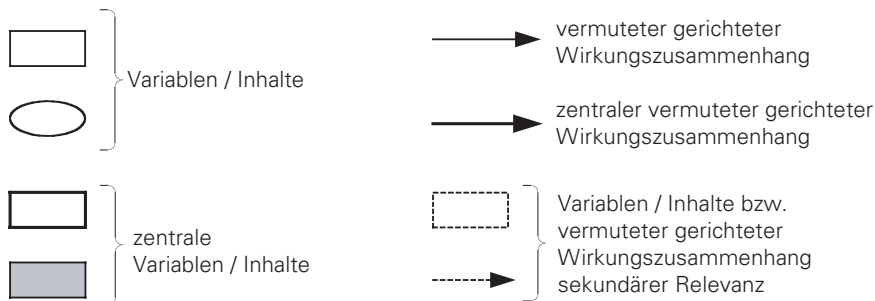 Variablen / Inhalte
zentrale
Variablen / Inhalte
vermuteter gerichteter
Wirkungszusammenhang
zentraler vermuteter gerichteter
Wirkungszusammenhang
Variablen / Inhalte bzw.
vermuteter gerichteter
Wirkungszusammenhang
sekundärer Relevanz